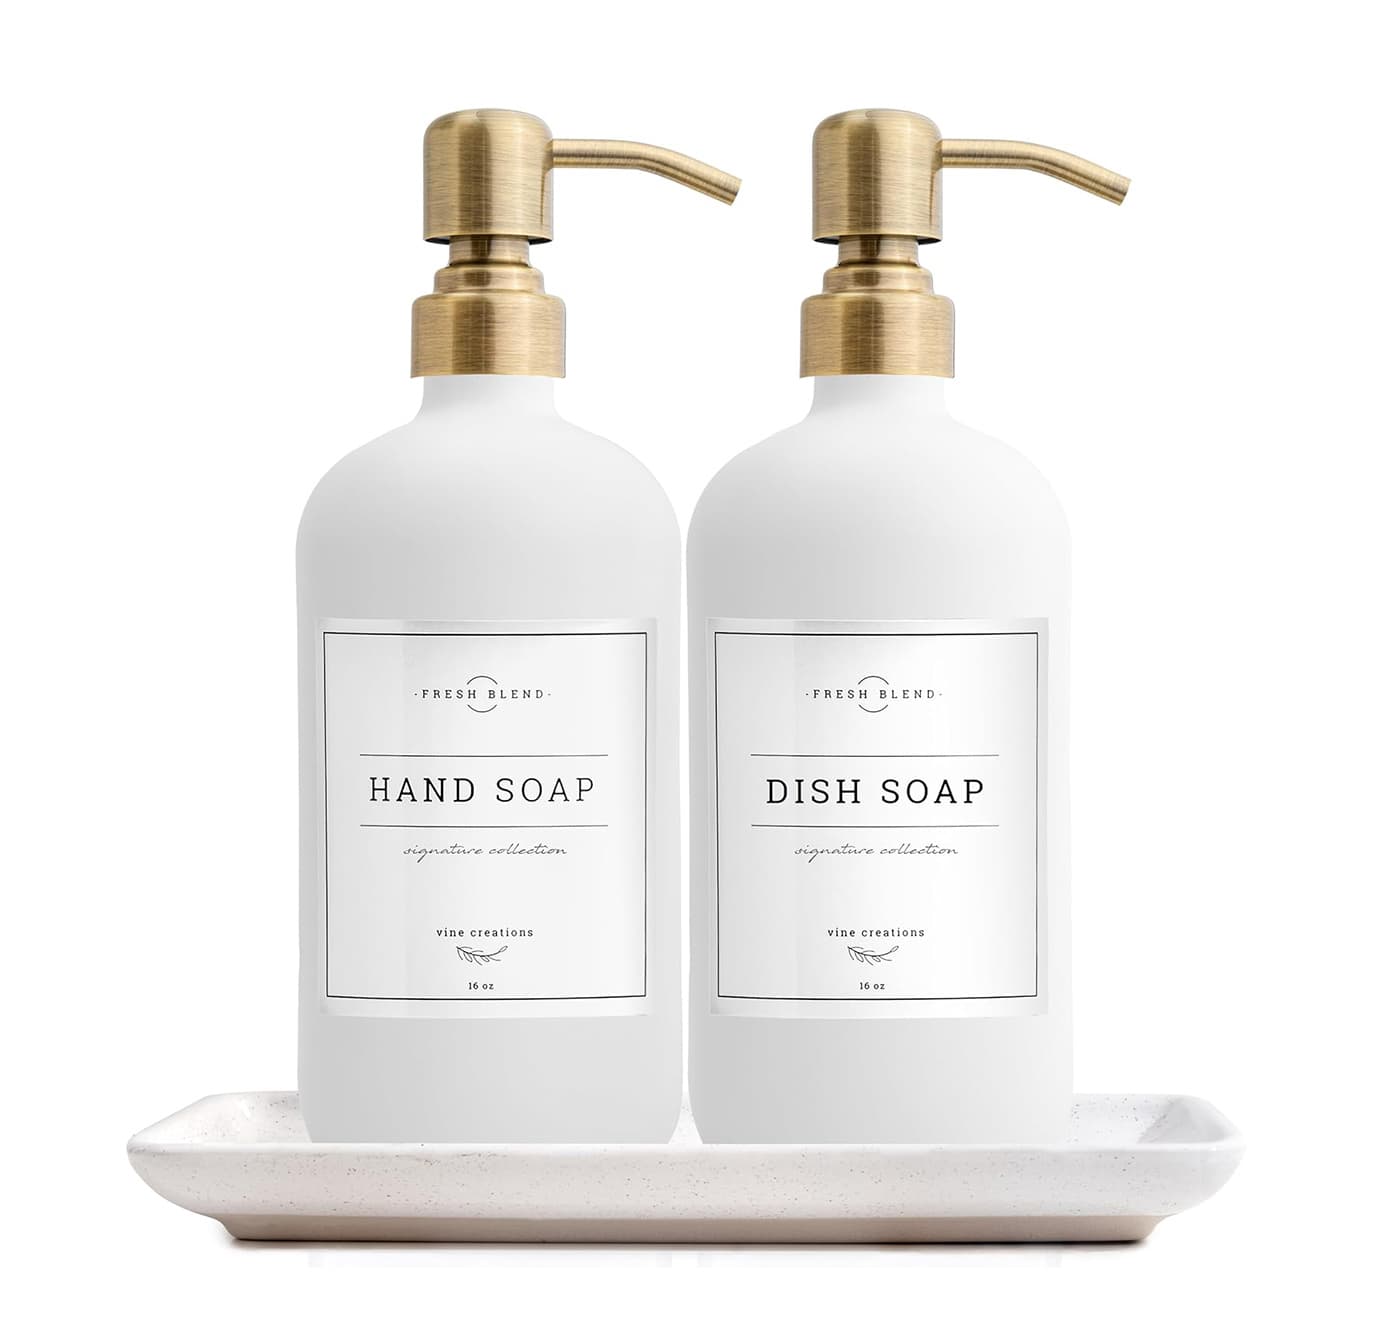 ·FRESH BLEND·
HAND SOAP
signature collection
vine creations
16 oz
·FRESH BLEND·
DISH SOAP
signature collection
vine creations
16 oz